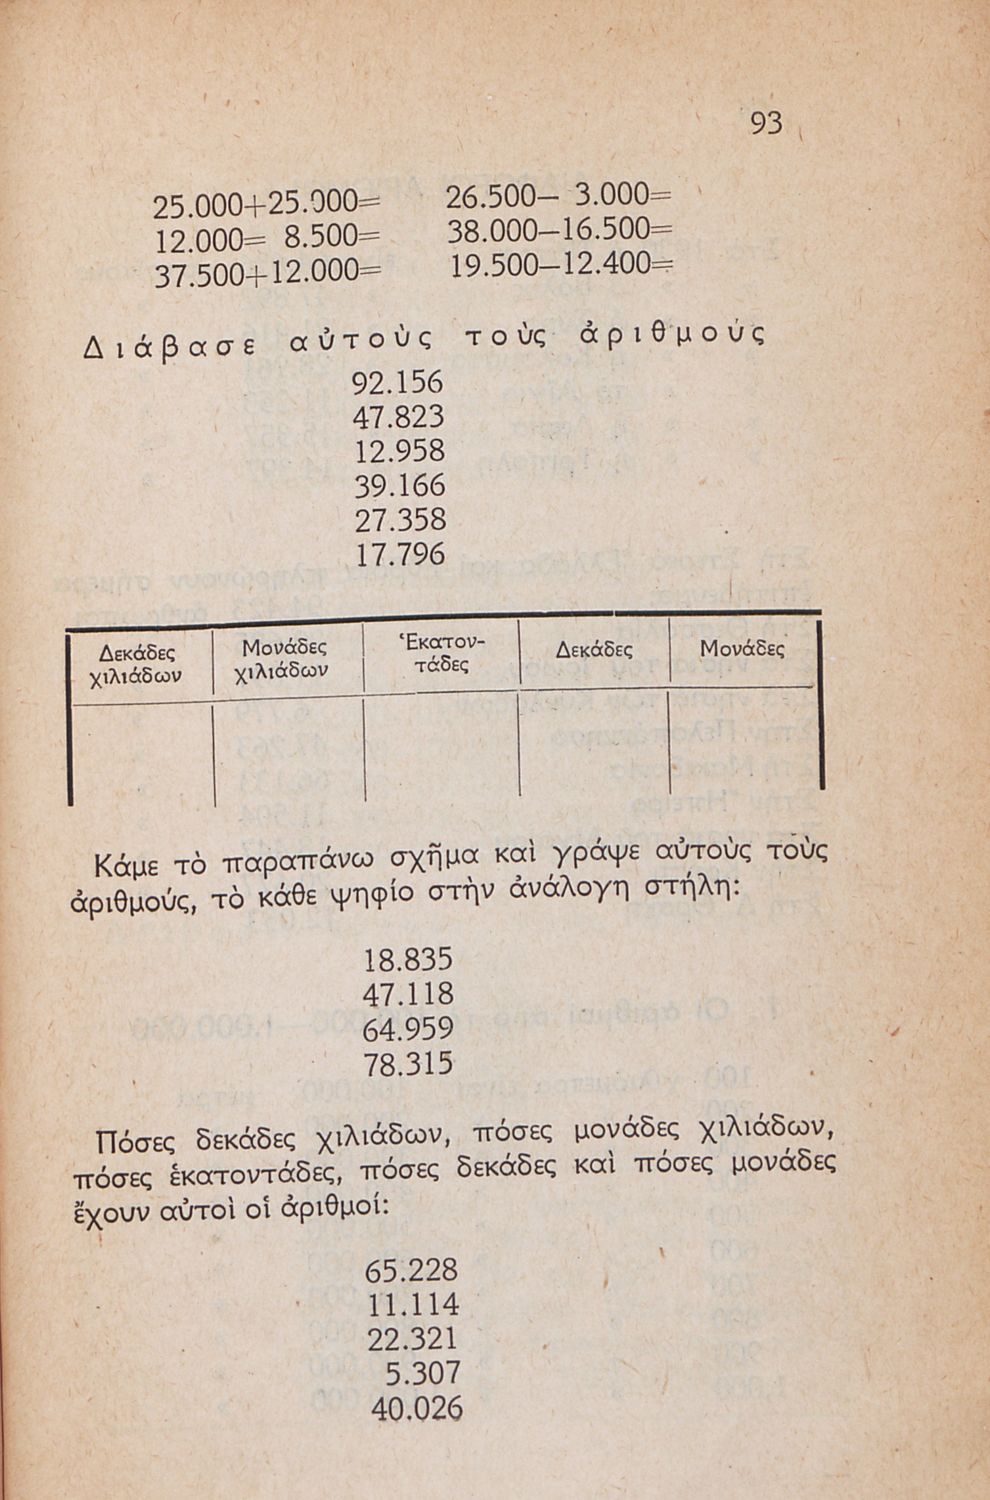 93
25.000+25.000= 26.500— 3.000=
12.000= 8.500= 38.000—16.500=
37.500+12.000= 19.500—12.400=
Διάβασε αὐτοὺς τοὺς ἀριθμούς
92.156
47.823
12.958
39.166
27.358
17.796
Δεκάδες χιλιάδων Μονάδες χιλιάδων Ἑκατον-τάδες Δεκάδες Μονάδες
Κάμε τὸ παραπάνω σχῆμα καὶ γράψε αὐτοὺς τοὺς
ἀριθμούς, τὸ κάθε ψηφίο στὴν ἀνάλογη στήλη:
18.835
47.118
64.959
78.315
Πόσες δεκάδες χιλιάδων, πόσες μονάδες χιλιάδων,
πόσες ἑκατοντάδες, πόσες δεκάδες καὶ πόσες μονάδες
ἔχουν αὐτοὶ οἱ ἀριθμοί:
65.228
11.114
22.321
5.307
40.026